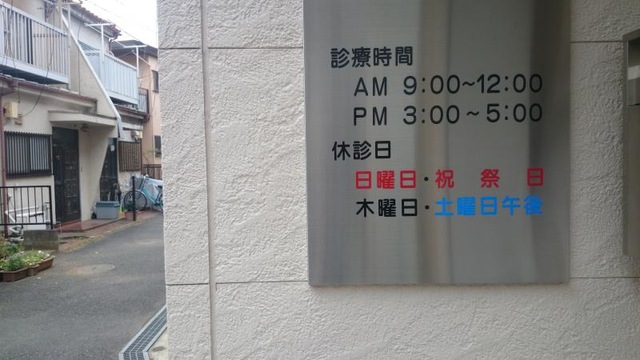 診療時間
AM 9:00~12:00
PM 3:00~5:00
休診日
日曜日・祝祭日
木曜日・土曜日午後